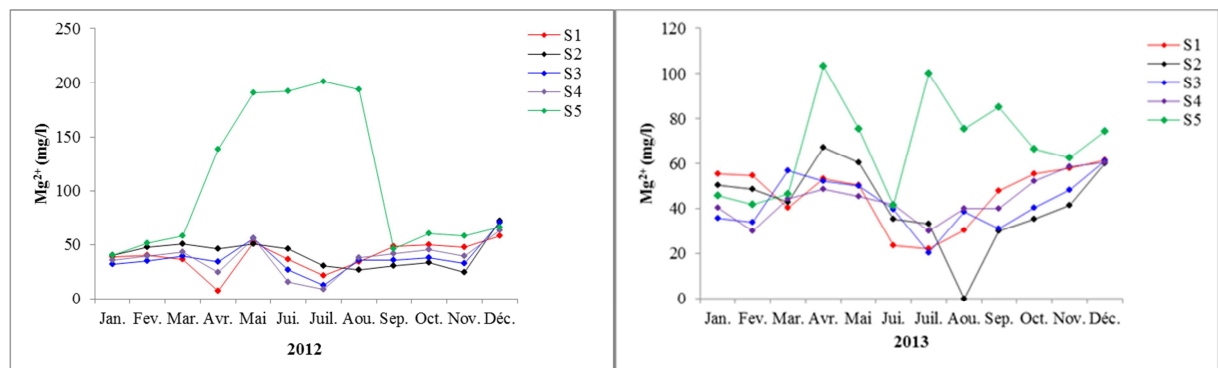 250
200
150
100
50
0
Mg²⁺ (mg/l)
Jan. Fev. Mar. Avr. Mai Jui. Juil. Aou. Sep. Oct. Nov. Déc.
2012
S1
S2
S3
S4
S5
120
100
80
60
40
20
0
Mg²⁺ (mg/l)
Jan. Fev. Mar. Avr. Mai Jui. Juil. Aou. Sep. Oct. Nov. Déc.
2013
S1
S2
S3
S4
S5